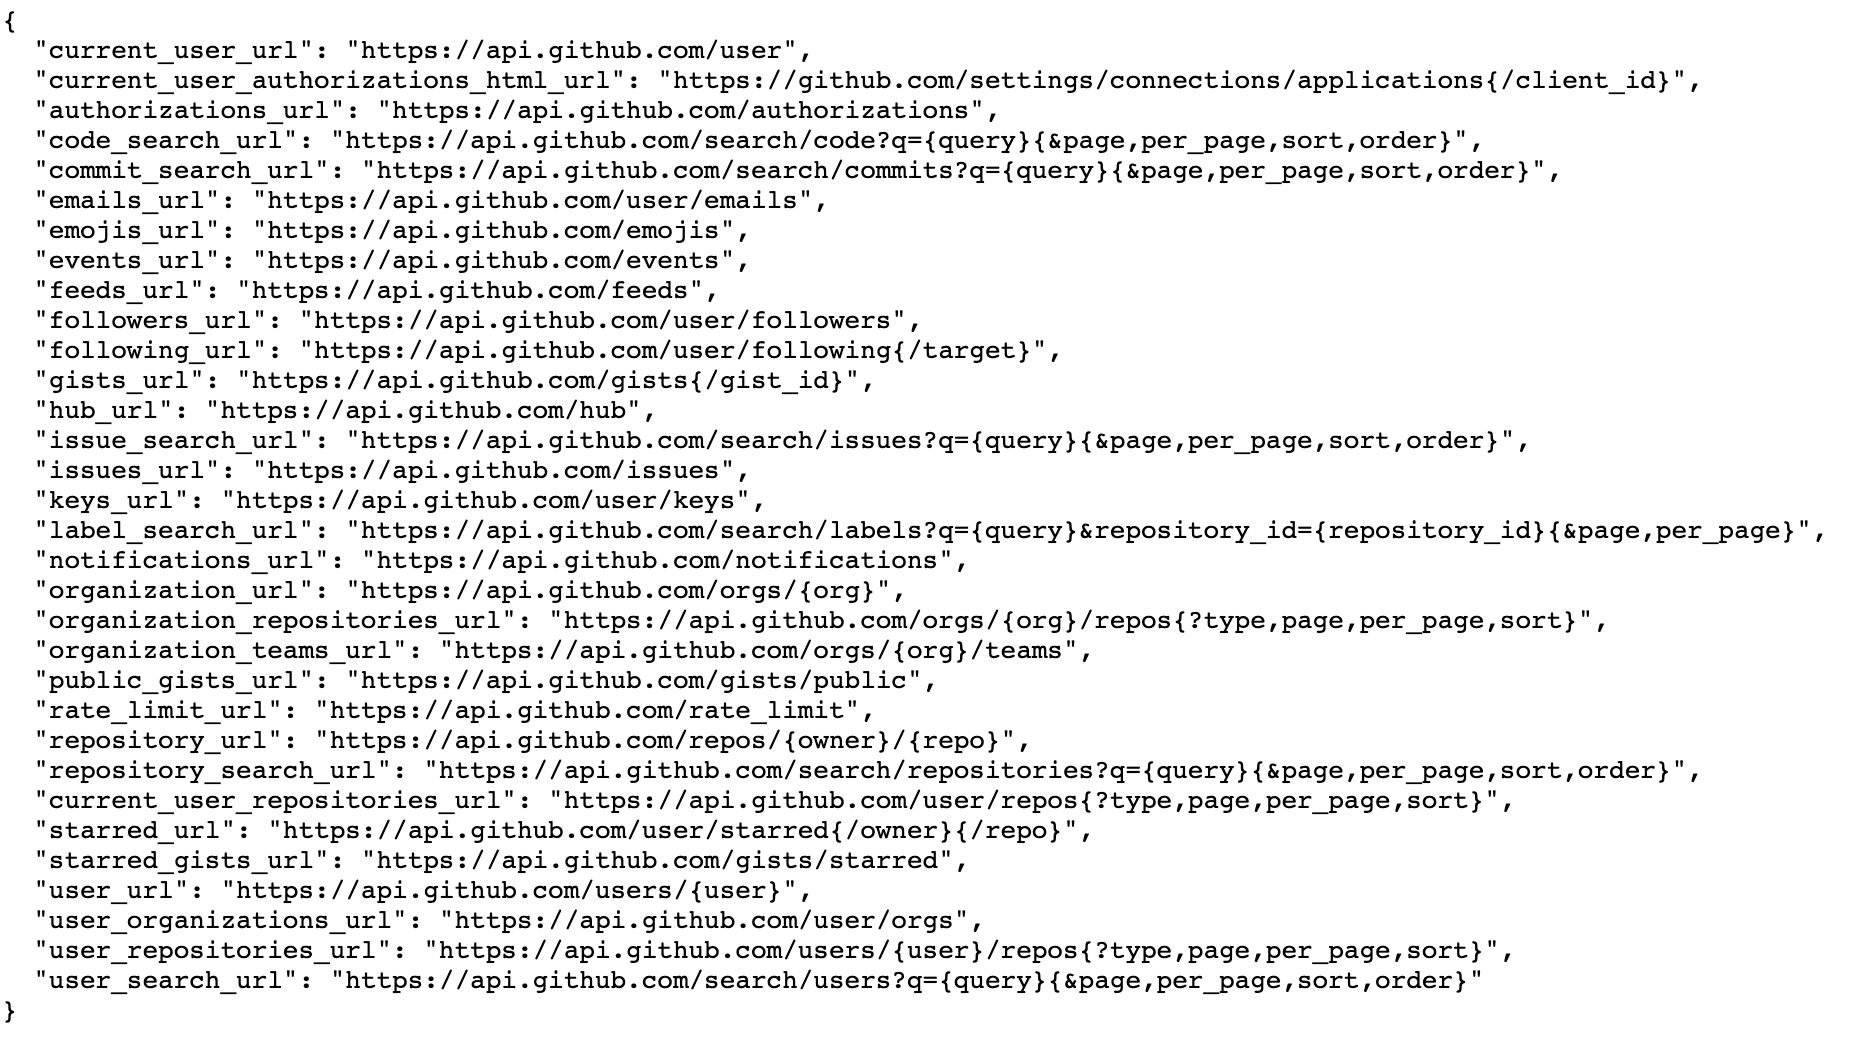 {
  "current_user_url": "https://api.github.com/user",
  "current_user_authorizations_html_url": "https://github.com/settings/connections/applications{/client_id}",
  "authorizations_url": "https://api.github.com/authorizations",
  "code_search_url": "https://api.github.com/search/code?q={query}{&page,per_page,sort,order}",
  "commit_search_url": "https://api.github.com/search/commits?q={query}{&page,per_page,sort,order}",
  "emails_url": "https://api.github.com/user/emails",
  "emojis_url": "https://api.github.com/emojis",
  "events_url": "https://api.github.com/events",
  "feeds_url": "https://api.github.com/feeds",
  "followers_url": "https://api.github.com/user/followers",
  "following_url": "https://api.github.com/user/following{/target}",
  "gists_url": "https://api.github.com/gists{/gist_id}",
  "hub_url": "https://api.github.com/hub",
  "issue_search_url": "https://api.github.com/search/issues?q={query}{&page,per_page,sort,order}",
  "issues_url": "https://api.github.com/issues",
  "keys_url": "https://api.github.com/user/keys",
  "label_search_url": "https://api.github.com/search/labels?q={query}&repository_id={repository_id}{&page,per_page}",
  "notifications_url": "https://api.github.com/notifications",
  "organization_url": "https://api.github.com/orgs/{org}",
  "organization_repositories_url": "https://api.github.com/orgs/{org}/repos{?type,page,per_page,sort}",
  "organization_teams_url": "https://api.github.com/orgs/{org}/teams",
  "public_gists_url": "https://api.github.com/gists/public",
  "rate_limit_url": "https://api.github.com/rate_limit",
  "repository_url": "https://api.github.com/repos/{owner}/{repo}",
  "repository_search_url": "https://api.github.com/search/repositories?q={query}{&page,per_page,sort,order}",
  "current_user_repositories_url": "https://api.github.com/user/repos{?type,page,per_page,sort}",
  "starred_url": "https://api.github.com/user/starred{/owner}{/repo}",
  "starred_gists_url": "https://api.github.com/gists/starred",
  "user_url": "https://api.github.com/users/{user}",
  "user_organizations_url": "https://api.github.com/user/orgs",
  "user_repositories_url": "https://api.github.com/users/{user}/repos{?type,page,per_page,sort}",
  "user_search_url": "https://api.github.com/search/users?q={query}{&page,per_page,sort,order}"
}